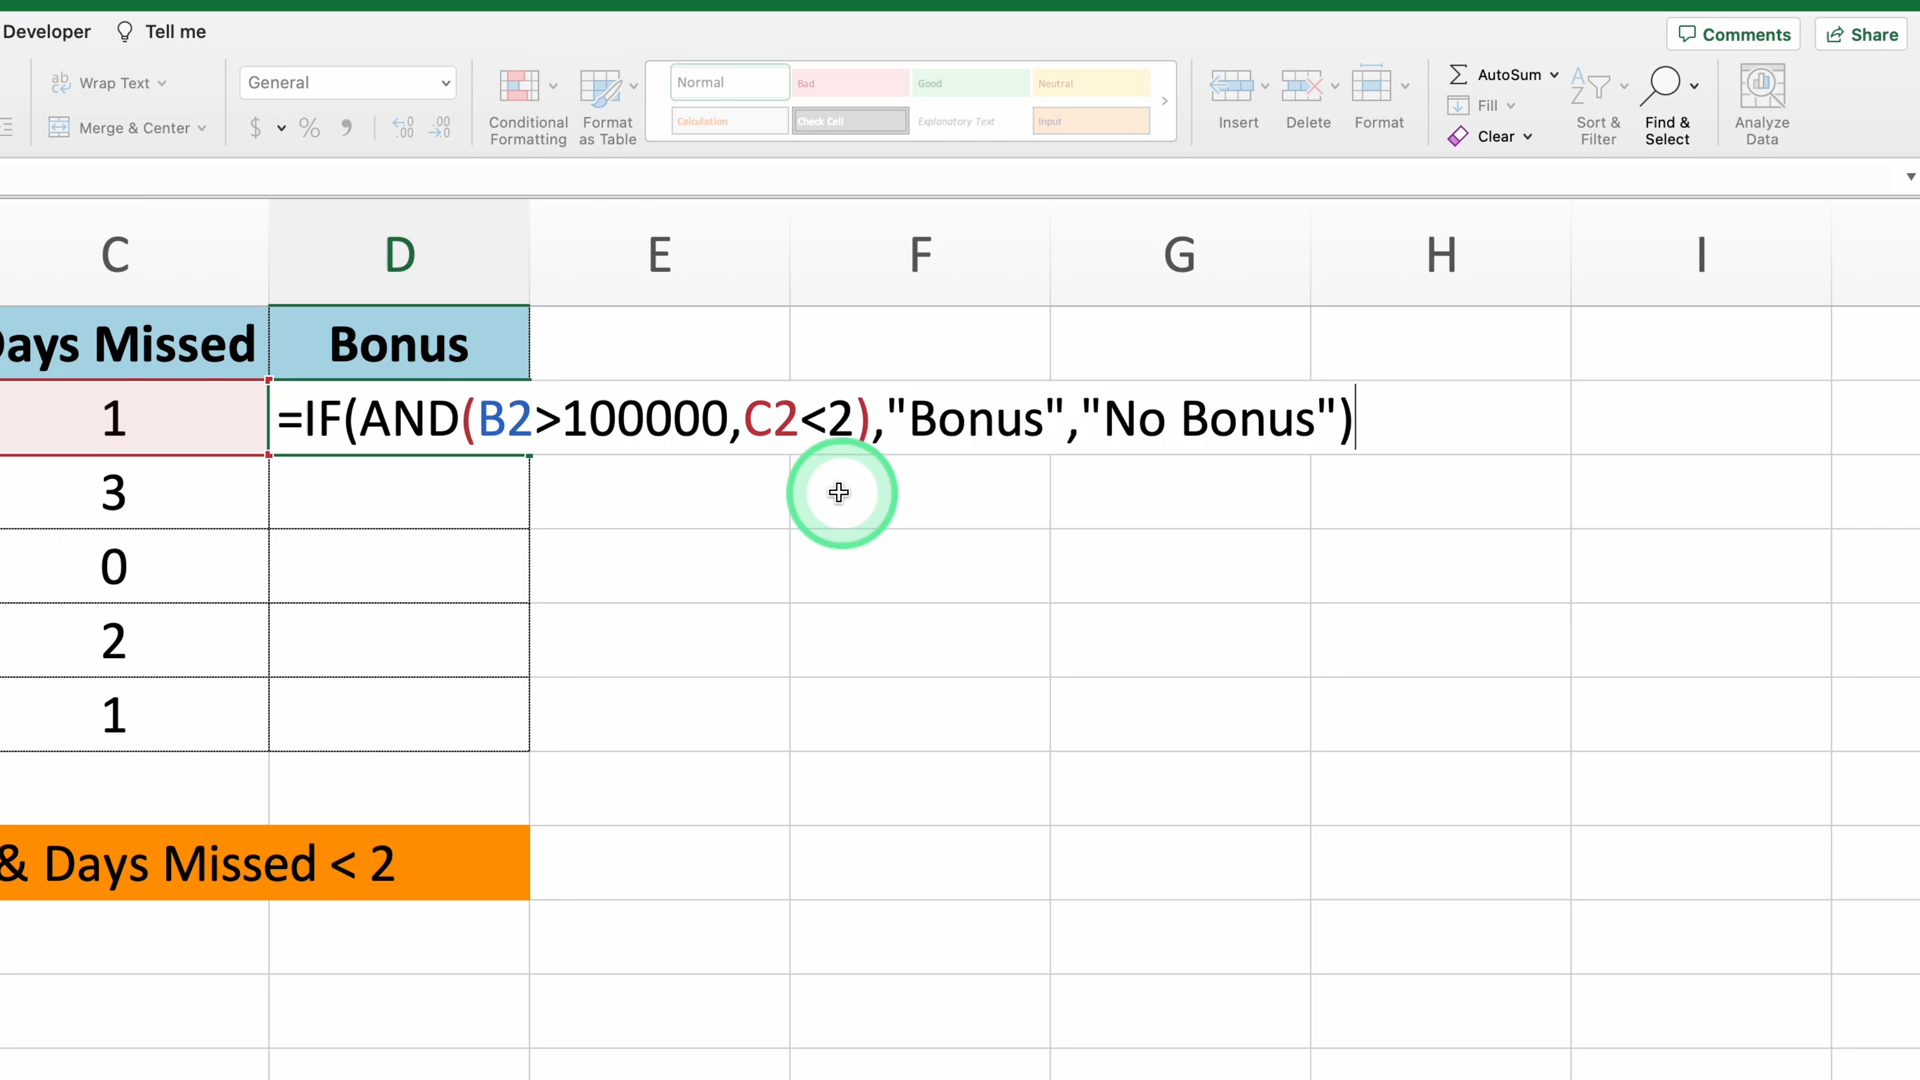 Developer Tell me Comments Share
Wrap Text General Normal Bad Good Neutral AutoSum
Fill
Merge & Center $ % Conditional Formatting Format as Table Calculation Check Cell Explanatory Text Input Insert Delete Format Clear Sort & Filter Find & Select Analyze Data
C D E F G H I
ays Missed Bonus
1 =IF(AND(B2>100000,C2<2),"Bonus","No Bonus")
3
0
2
1
& Days Missed < 2